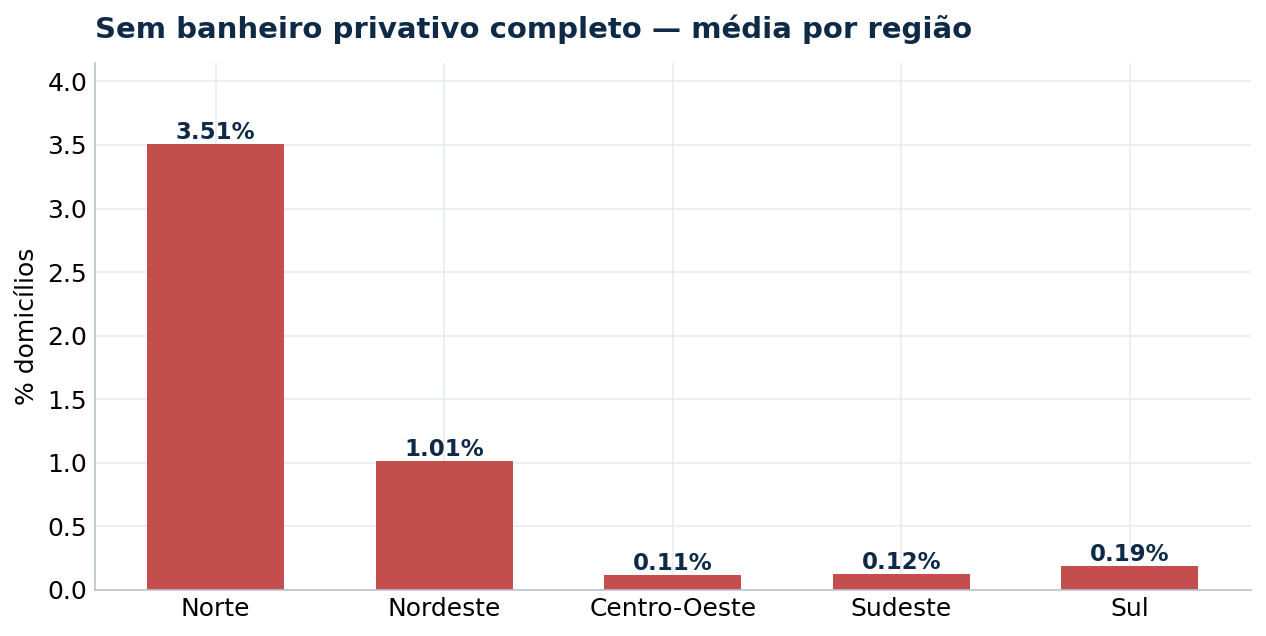 Sem banheiro privativo completo — média por região
% domicílios
4.0
3.5
3.0
2.5
2.0
1.5
1.0
0.5
0.0
3.51%
1.01%
0.11%
0.12%
0.19%
Norte
Nordeste
Centro-Oeste
Sudeste
Sul